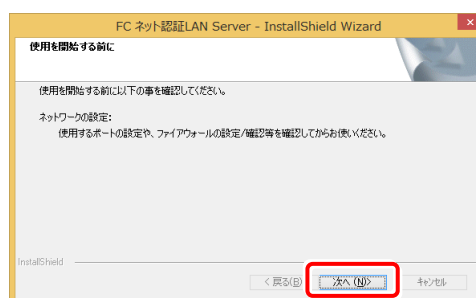 FC ネット認証LAN Server - InstallShield Wizard
使用を開始する前に
使用を開始する前に以下の事を確認してください。
ネットワークの設定:
使用するポートの設定や、ファイアウォールの設定/確認等を確認してからお使いください。
InstallShield
< 戻る(B) 次へ(N)> キャンセル